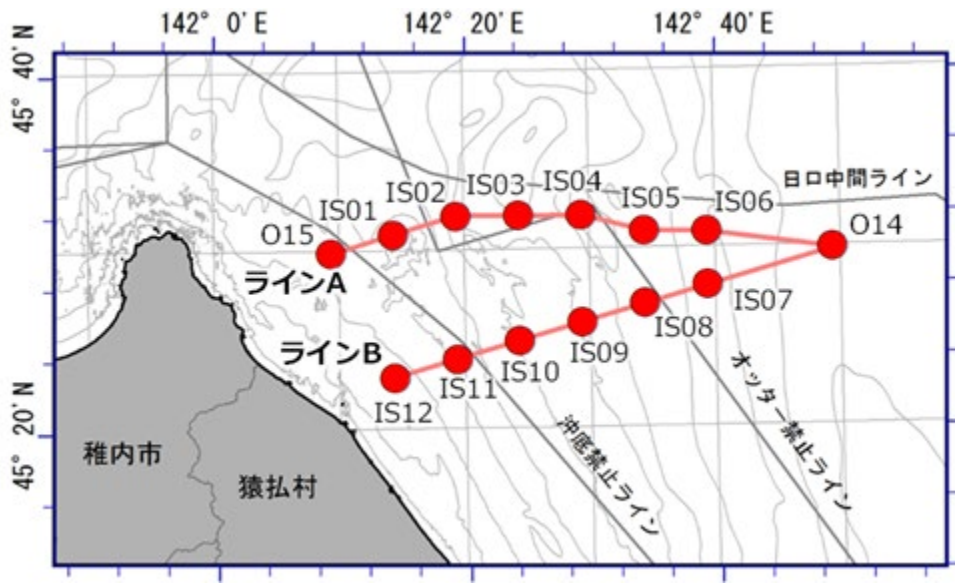 142° 0' E
142° 20' E
142° 40' E
45° 40' N
日ロ中間ライン
IS02
IS03
IS04
IS05
IS06
IS01
O15
O14
ラインA
IS07
IS08
ラインB
IS09
IS10
IS11
IS12
オッター禁止ライン
沖底禁止ライン
45° 20' N
稚内市
猿払村